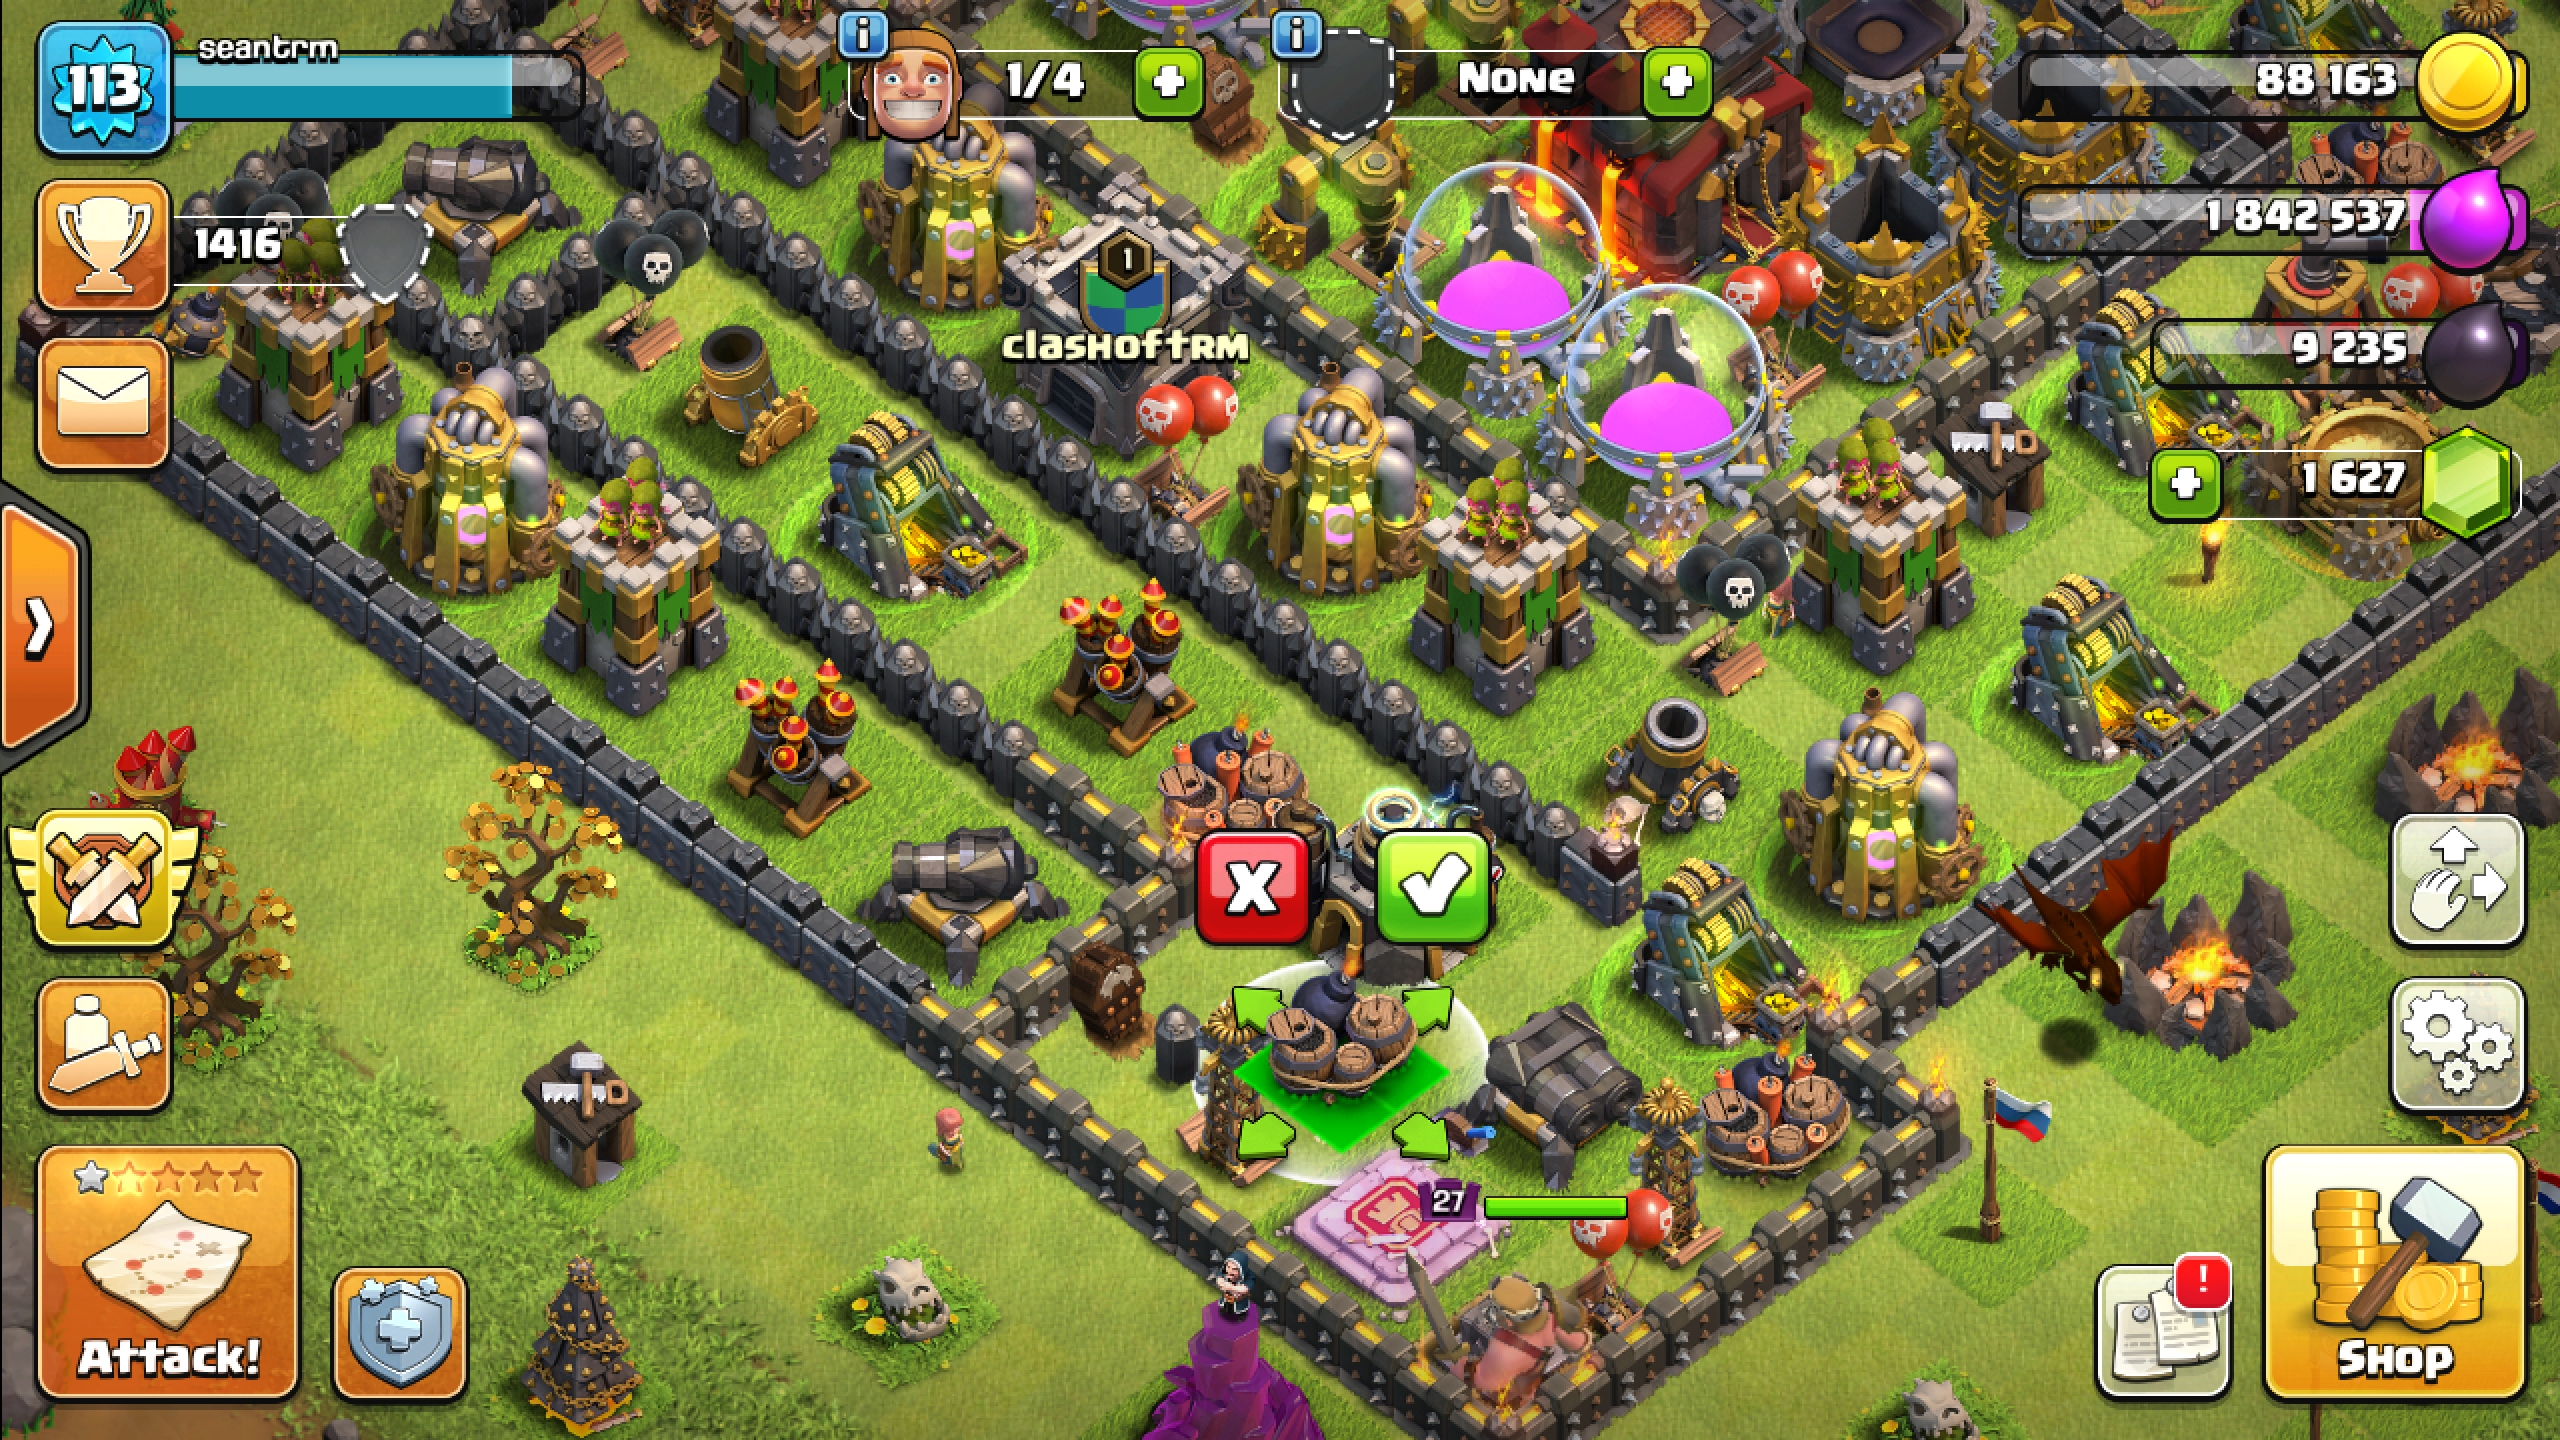 113
seantrm
1/4
None
88 163
1416
1 842 537
1
clashoftrm
9 235
1 627
27
Attack!
!
Shop